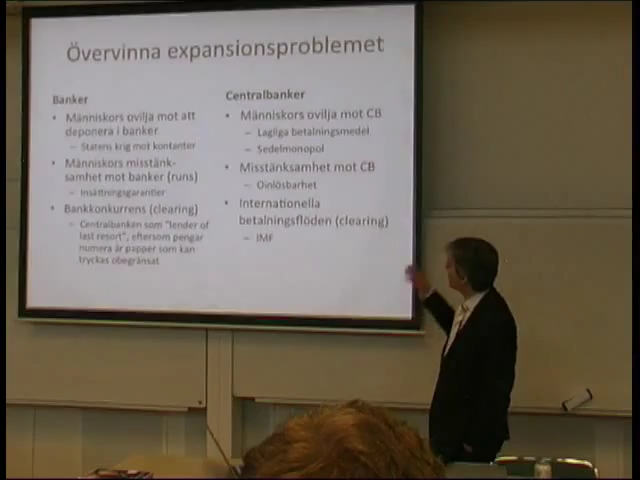 Övervinna expansionsproblemet
Banker
• Människors ovilja mot att
deponera i banker
– Statens krig mot kontanter
• Människors misstänk-
samhet mot banker (runs)
– Insättningsgarantier
• Bankkonkurrens (clearing)
– Centralbanken som "lender of
last resort", eftersom pengar
numera är papper som kan
tryckas obegränsat
Centralbanker
• Människors ovilja mot CB
– Lagliga betalningsmedel
– Sedelmonopol
• Misstänksamhet mot CB
– Oinlösbarhet
• Internationella
betalningsflöden (clearing)
– IMF